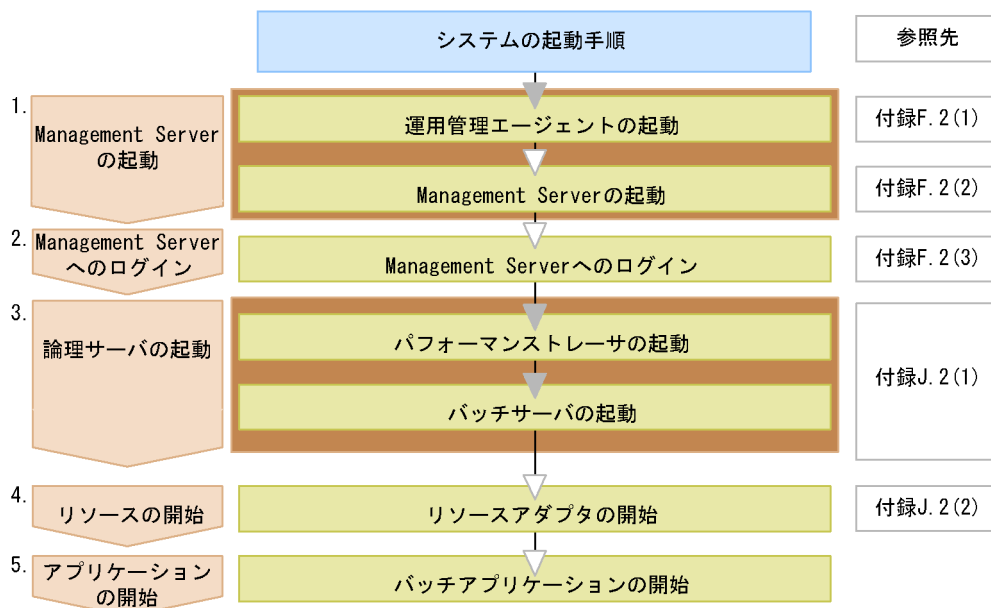 システムの起動手順
参照先
1.
Management Server
の起動
運用管理エージェントの起動
付録F.2(1)
Management Serverの起動
付録F.2(2)
2.
Management Server
へのログイン
Management Serverへのログイン
付録F.2(3)
3.
論理サーバの起動
パフォーマンストレーサの起動
バッチサーバの起動
付録J.2(1)
4.
リソースの開始
リソースアダプタの開始
付録J.2(2)
5.
アプリケーション
の開始
バッチアプリケーションの開始